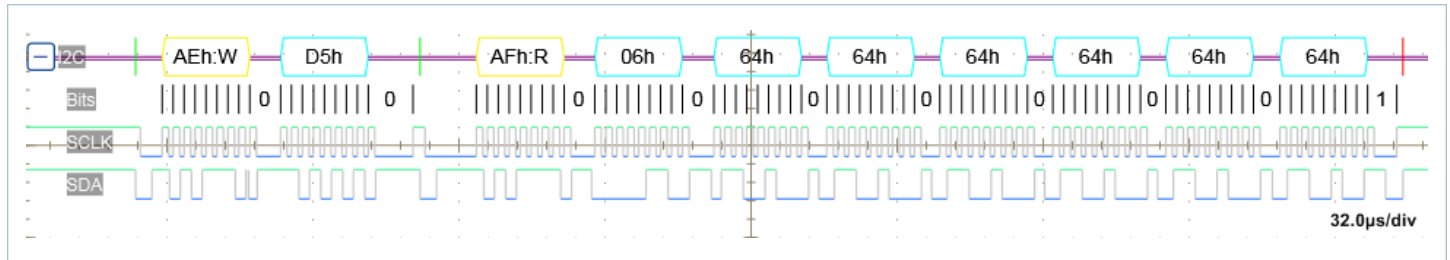 I2C AEh:W D5h AFh:R 06h 64h 64h 64h 64h 64h 64h
Bits 0 0 0 0 0 0 0 0 0 1
SCLK
SDA
32.0µs/div